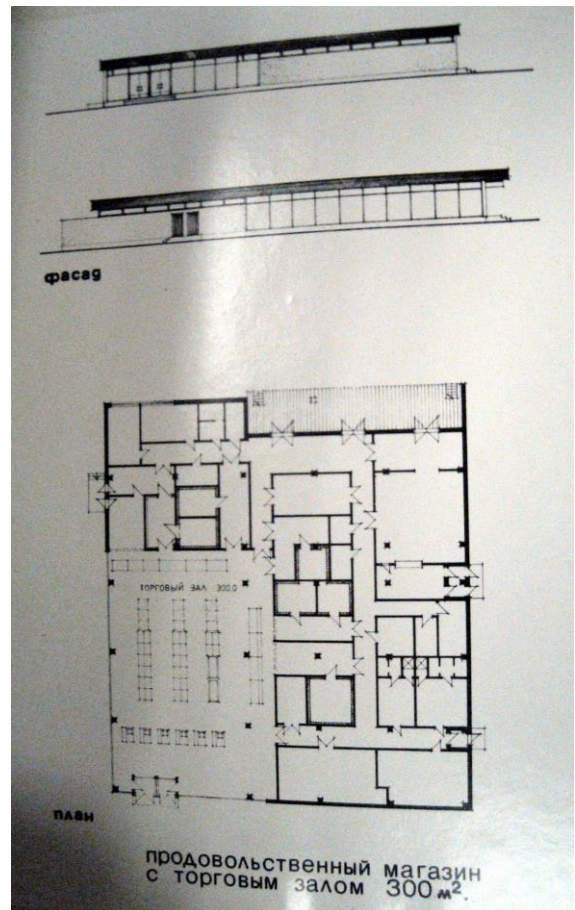 фасад
ТОРГОВЫЙ ЗАЛ 300.0
план
продовольственный магазин
с торговым залом 300 м².